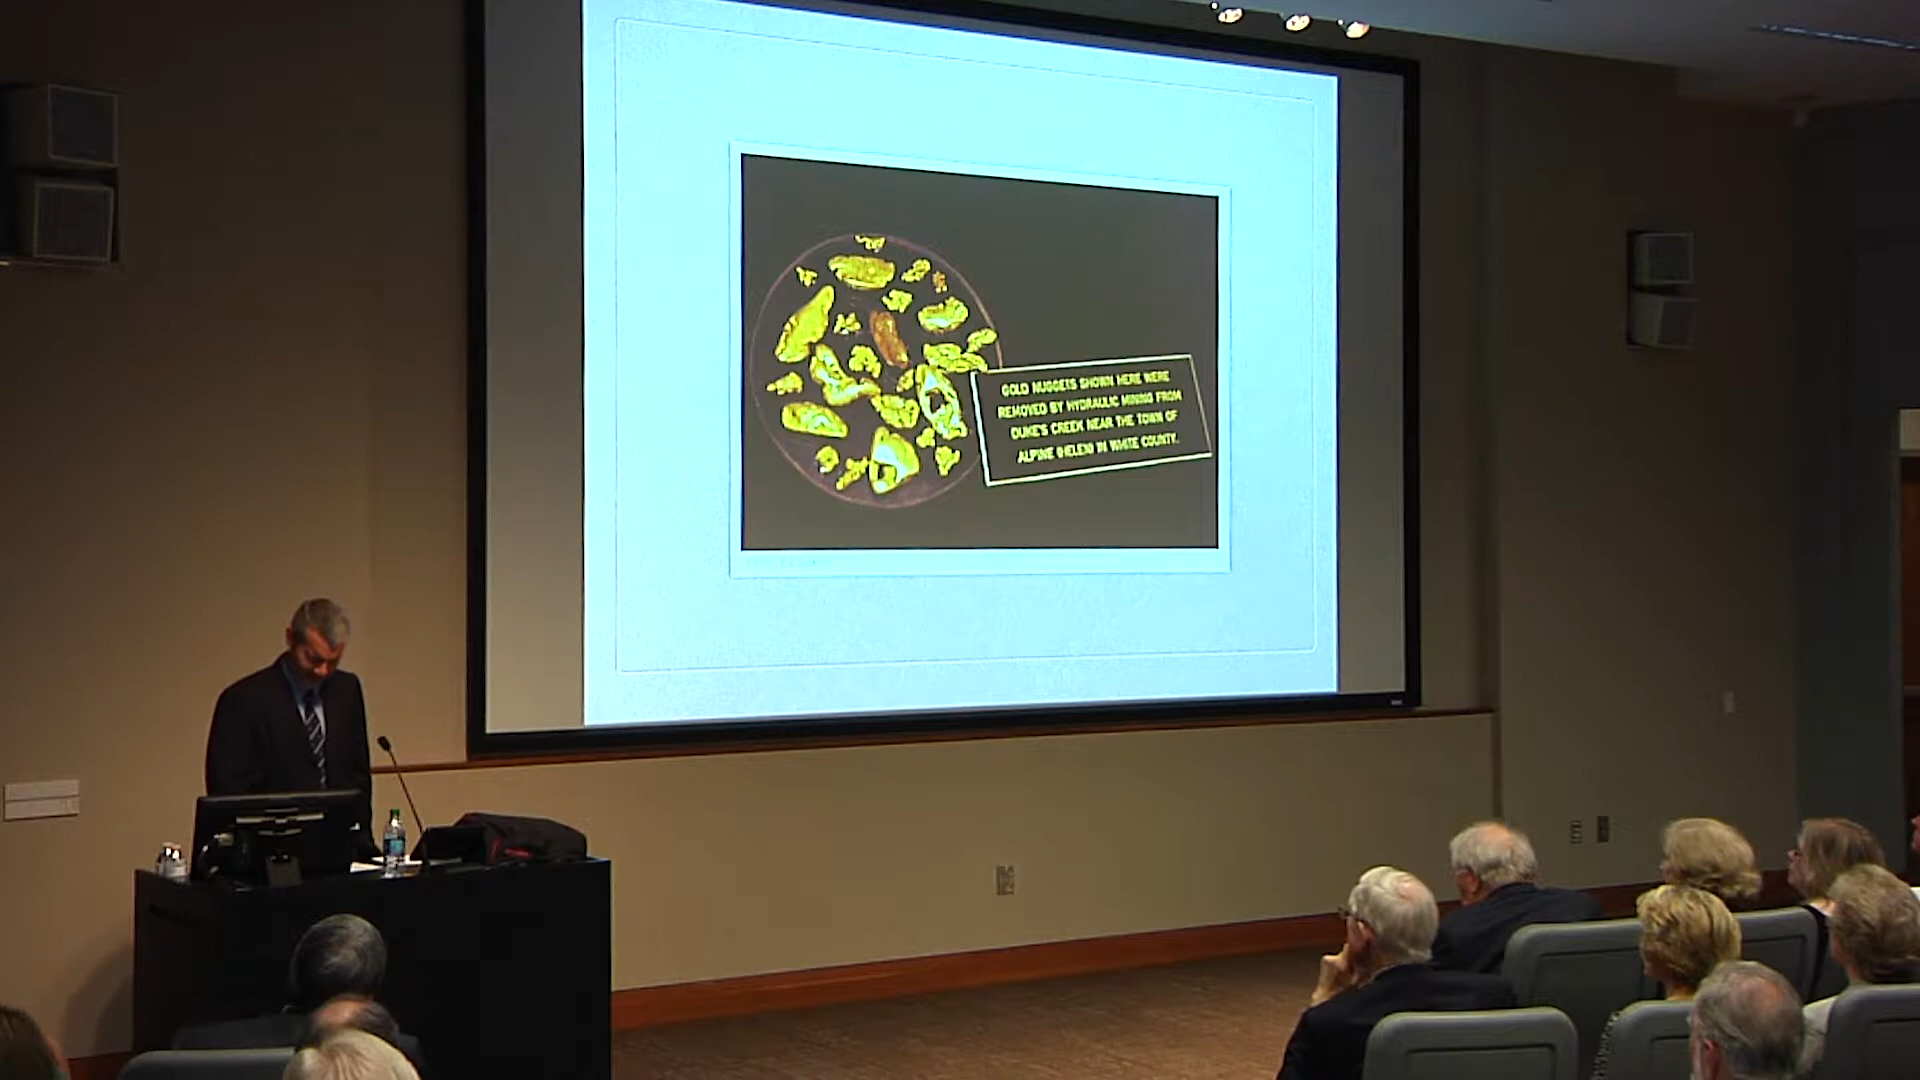 GOLD NUGGETS SHOWN HERE WERE
REMOVED BY HYDRAULIC MINING FROM
DUKE'S CREEK NEAR THE TOWN OF
ALPINE (HELEN) IN WHITE COUNTY.